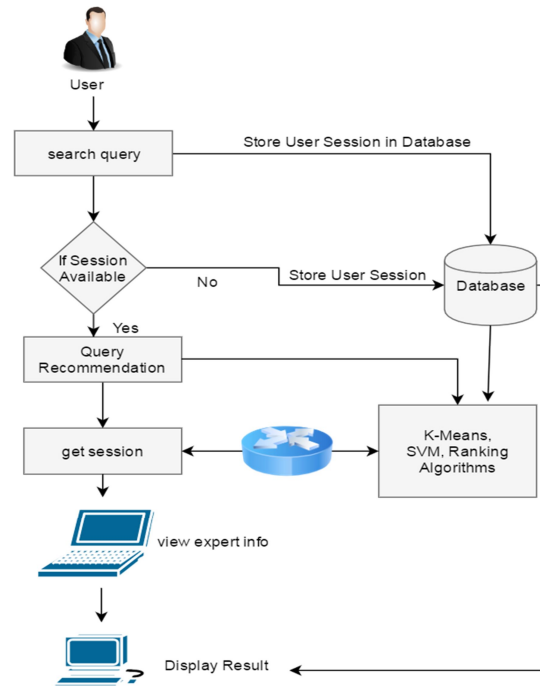 User
search query
Store User Session in Database
If Session
Available
No
Store User Session
Database
Yes
Query
Recommendation
K-Means,
SVM, Ranking
Algorithms
get session
view expert info
Display Result
?